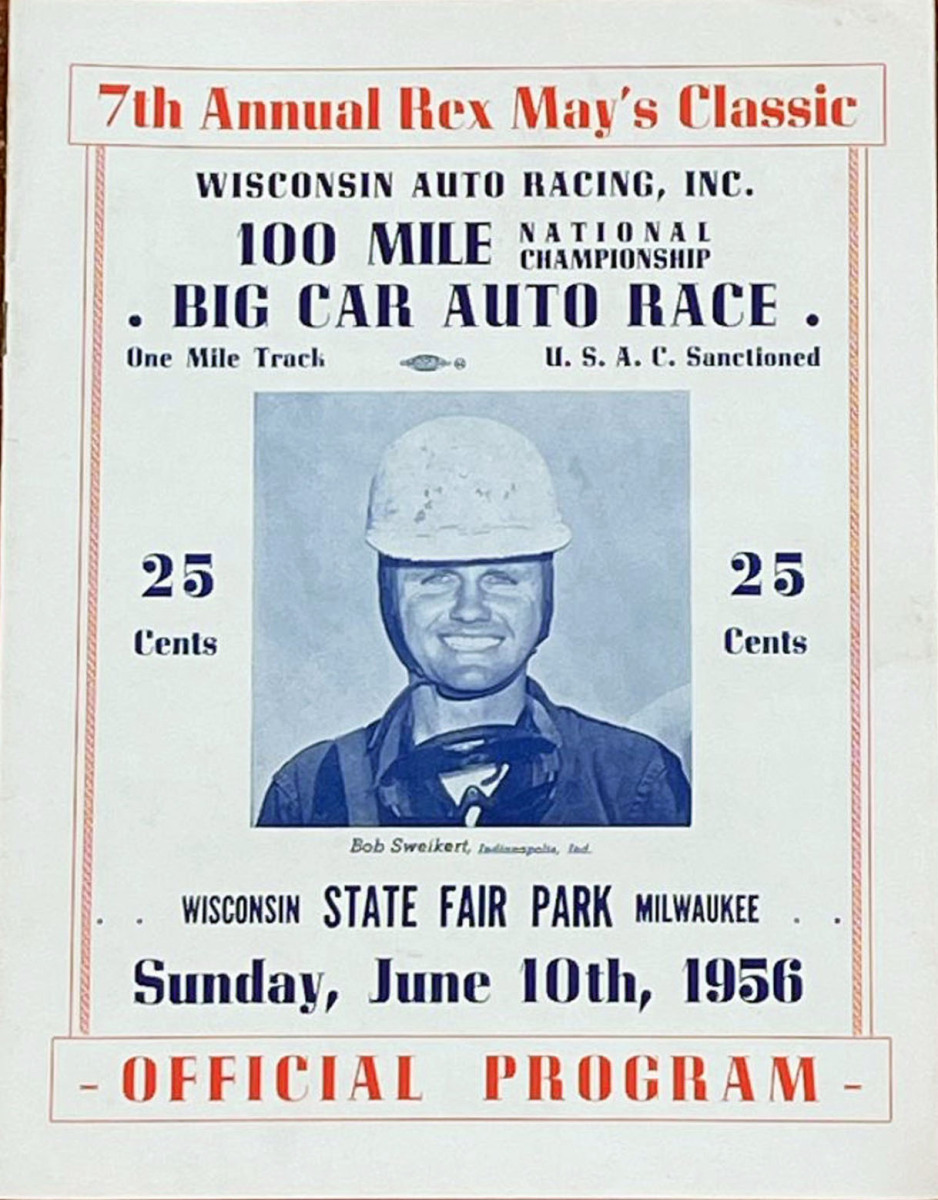 7th Annual Rex May's Classic
WISCONSIN AUTO RACING, INC.
100 MILE NATIONAL CHAMPIONSHIP
. BIG CAR AUTO RACE .
One Mile Track U. S. A. C. Sanctioned
25 Cents
25 Cents
Bob Sweikert, Indianapolis, Ind.
. . WISCONSIN STATE FAIR PARK MILWAUKEE . .
Sunday, June 10th, 1956
- OFFICIAL PROGRAM -